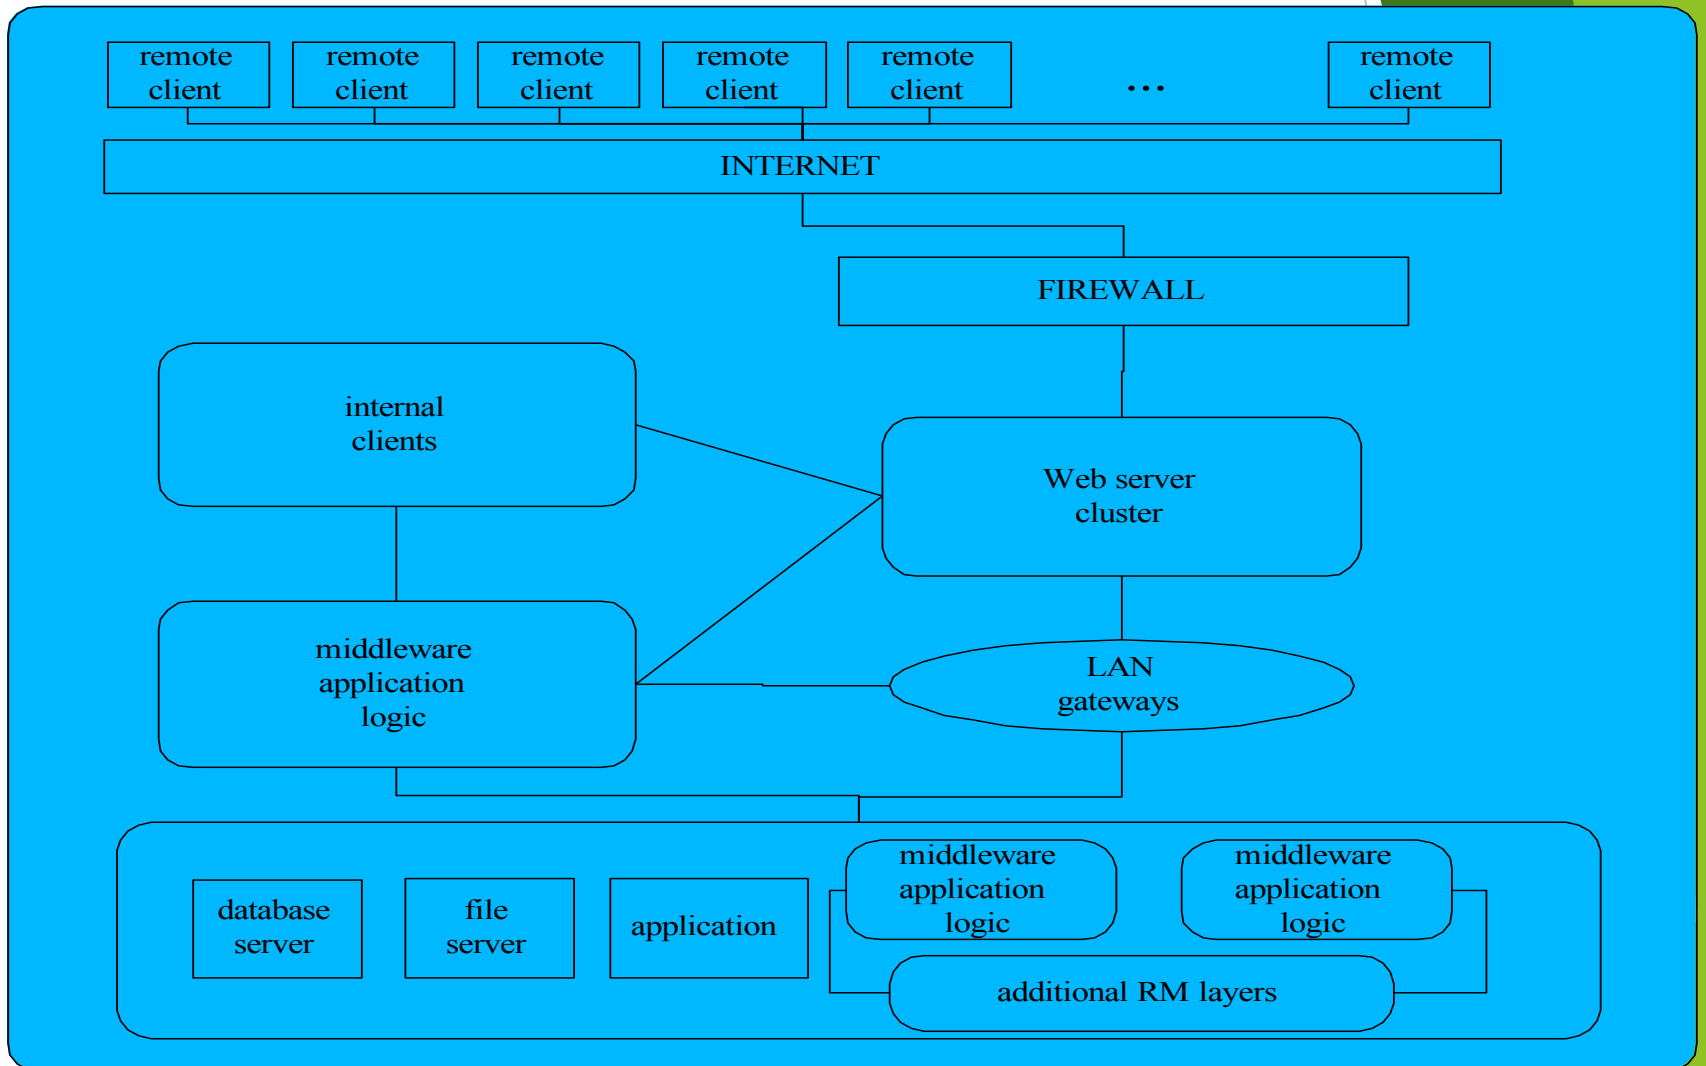 remote
client
remote
client
remote
client
remote
client
remote
client
...
remote
client
INTERNET
FIREWALL
internal
clients
Web server
cluster
middleware
application
logic
LAN
gateways
database
server
file
server
application
middleware
application
logic
middleware
application
logic
additional RM layers